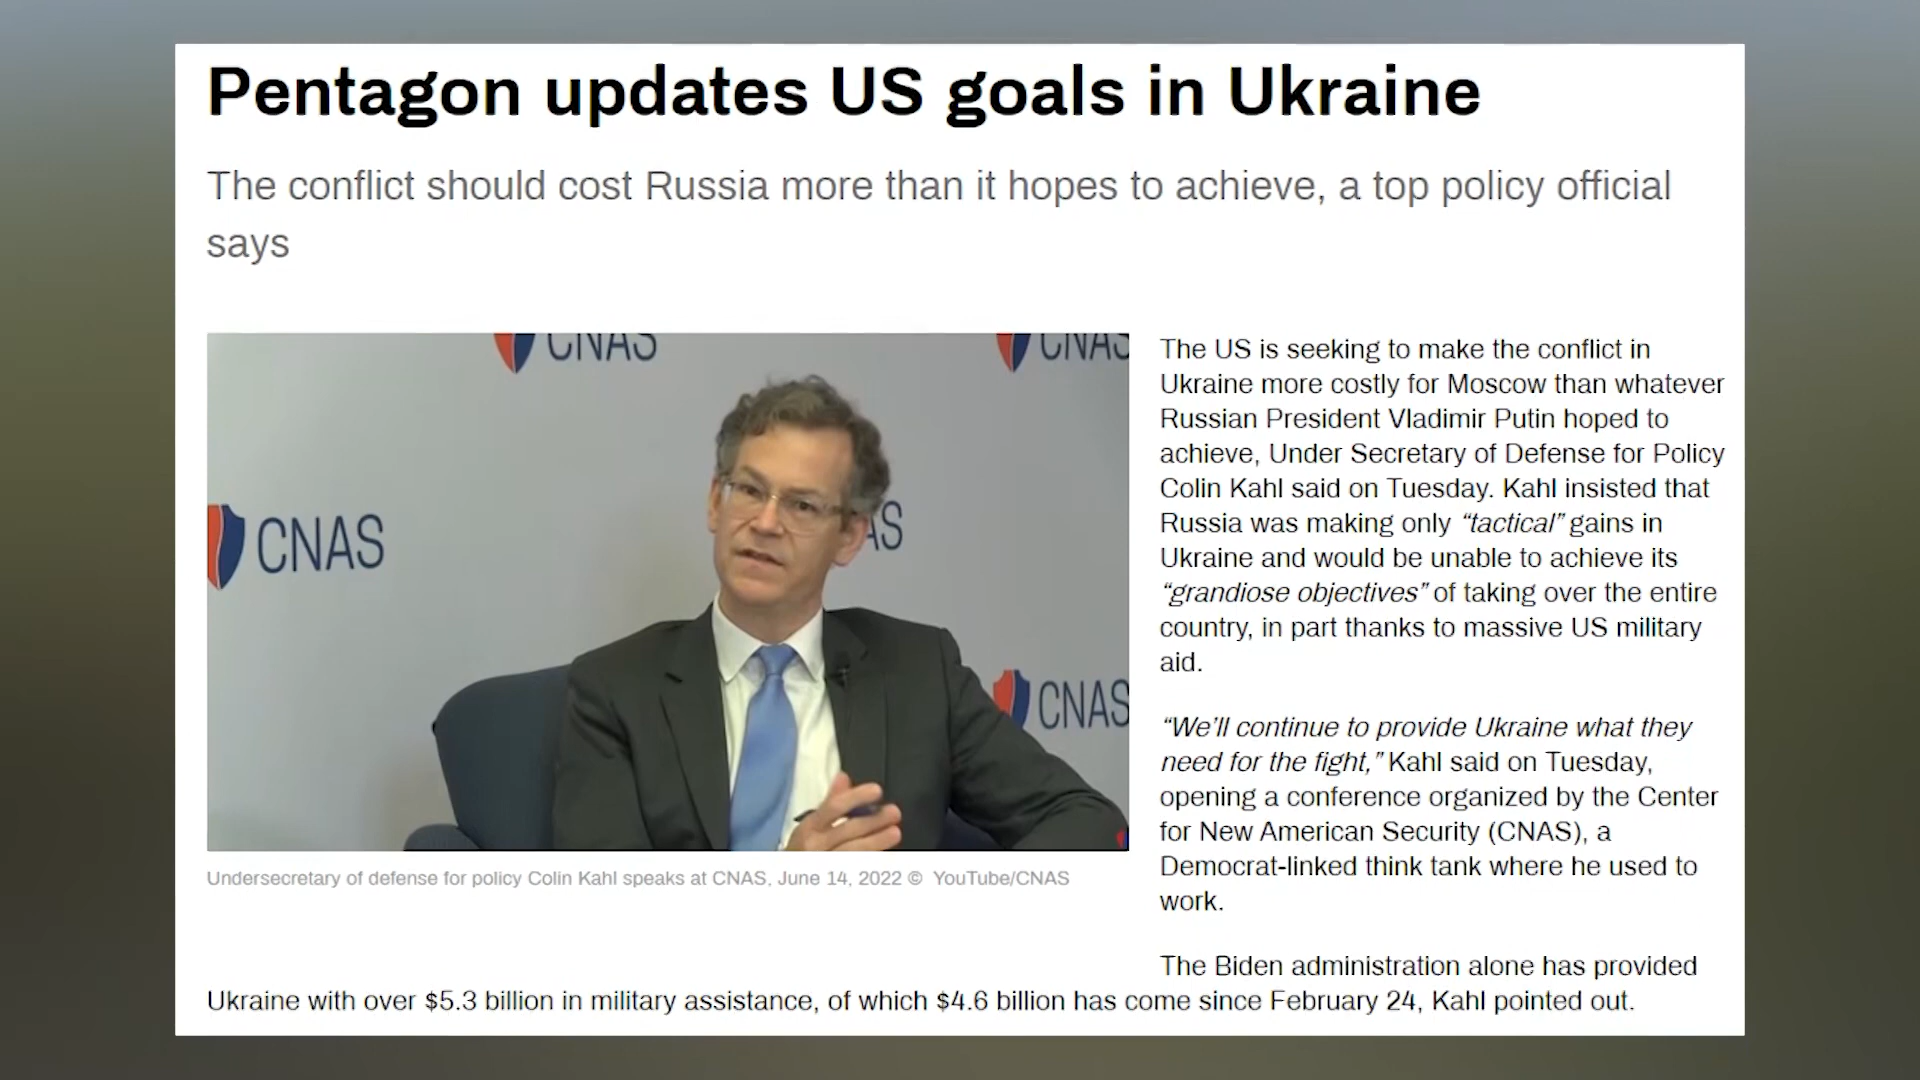 Pentagon updates US goals in Ukraine
The conflict should cost Russia more than it hopes to achieve, a top policy official
says
CNAS
CNAS
CNAS
AS
CNAS
The US is seeking to make the conflict in
Ukraine more costly for Moscow than whatever
Russian President Vladimir Putin hoped to
achieve, Under Secretary of Defense for Policy
Colin Kahl said on Tuesday. Kahl insisted that
Russia was making only “tactical” gains in
Ukraine and would be unable to achieve its
“grandiose objectives” of taking over the entire
country, in part thanks to massive US military
aid.
“We’ll continue to provide Ukraine what they
need for the fight,” Kahl said on Tuesday,
opening a conference organized by the Center
for New American Security (CNAS), a
Democrat-linked think tank where he used to
work.
Undersecretary of defense for policy Colin Kahl speaks at CNAS, June 14, 2022 © YouTube/CNAS
The Biden administration alone has provided
Ukraine with over $5.3 billion in military assistance, of which $4.6 billion has come since February 24, Kahl pointed out.